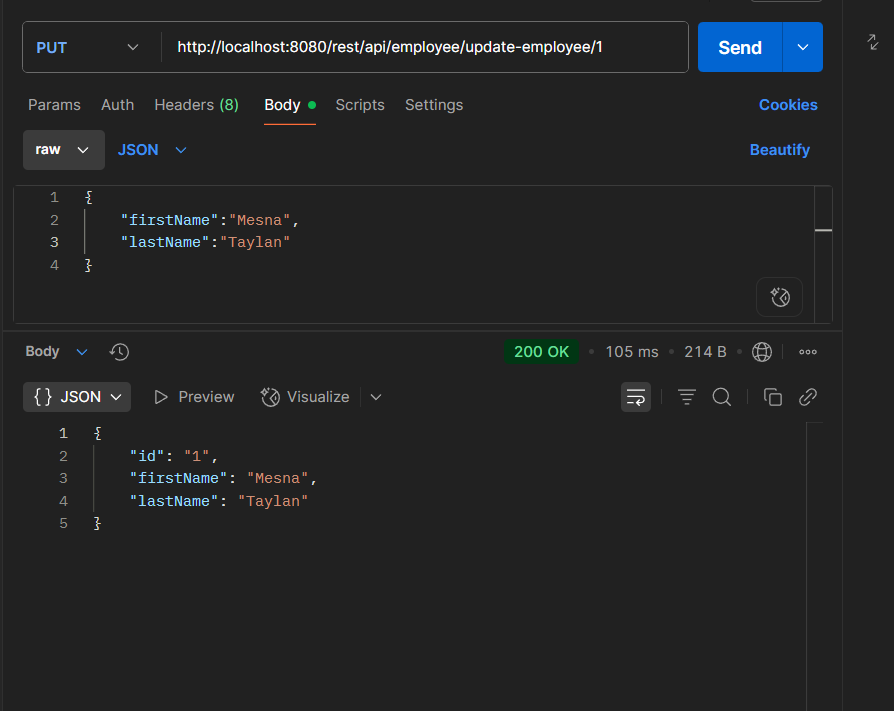 PUT http://localhost:8080/rest/api/employee/update-employee/1 Send
Params Auth Headers (8) Body Scripts Settings Cookies
raw JSON Beautify
1 {
2 "firstName":"Mesna",
3 "lastName":"Taylan"
4 }
Body 200 OK • 105 ms • 214 B •
{} JSON Preview Visualize
1 {
2 "id": "1",
3 "firstName": "Mesna",
4 "lastName": "Taylan"
5 }